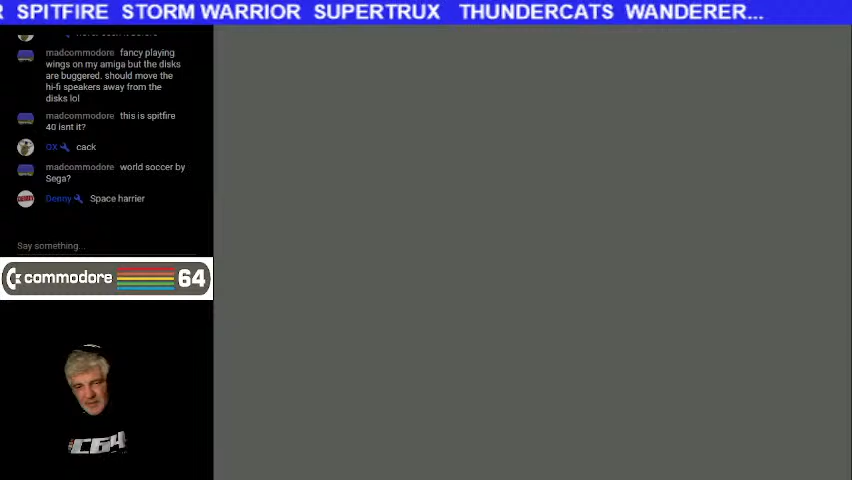 SPITFIRE STORM WARRIOR SUPERTRUX THUNDERCATS WANDERER...
madcommodore fancy playing
wings on my amiga but the disks
are buggered. should move the
hi-fi speakers away from the
disks lol
madcommodore this is spitfire
40 isnt it?
OX cack
madcommodore world soccer by
Sega?
Denny Space harrier
Say something...
commodore 64
C64